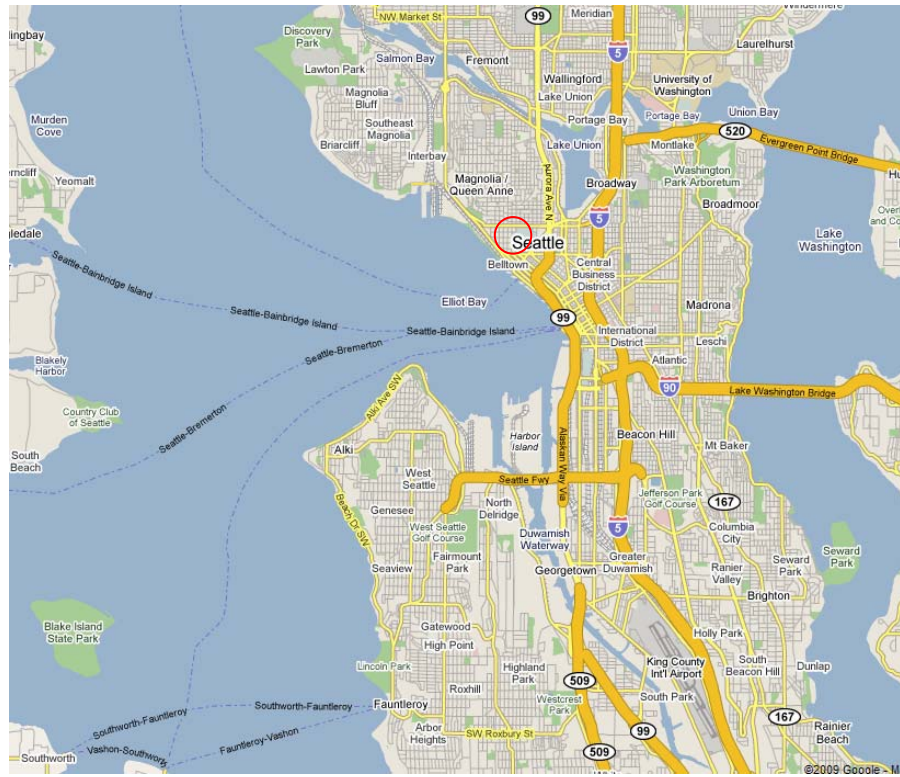 Windermere
NW Market St
99
Meridian
Discovery
Park
Salmon Bay
Fremont
5
Laurelhurst
Lawton Park
Wallingford
University of
Washington
Magnolia
Bluff
Lake Union
Portage Bay
Union Bay
Murden
Cove
Southeast
Magnolia
Portage Bay
Briarcliff
Interbay
Lake Union
Montlake
520
Evergreen Point Bridge
Yeomalt
Magnolia /
Queen Anne
Aurora Ave N
Broadway
Washington
Park Arboretum
Broadmoor
5
Seattle
Lake
Washington
Belltown
Central
Business
District
Seattle-Bainbridge Island
Elliot Bay
Madrona
Seattle-Bainbridge Island
99
International
District
Leschi
Seattle-Bremerton
Blakely
Harbor
Atlantic
90
Lake Washington Bridge
Alki Ave SW
Country Club
of Seattle
Seattle-Bremerton
South
Beach
Alki
Harbor
Island
Alaskan Way Via
Beacon Hill
Mt Baker
West
Seattle
Seattle Fwy
Beach Dr SW
Genesee
North
Delridge
Jefferson Park
Golf Course
167
West Seattle
Golf Course
Duwamish
Waterway
5
Columbia
City
Fairmount
Park
Seaview
Georgetown
Greater
Duwamish
Ranier
Valley
Seward
Park
Seward
Park
Brighton
Blake Island
State Park
Gatewood
High Point
Holly Park
Lincoln Park
Highland
Park
King County
Int'l Airport
South
Beacon Hill
Dunlap
Roxhill
509
South Park
Southworth-Fauntleroy
Southworth-Fauntleroy
Fauntleroy
Westcrest
Park
167
Arbor
Heights
SW Roxbury St
99
Rainier
Beach
Southworth
Vashon-Southwork
Fauntleroy-Vashon
509
©2009 Google - M